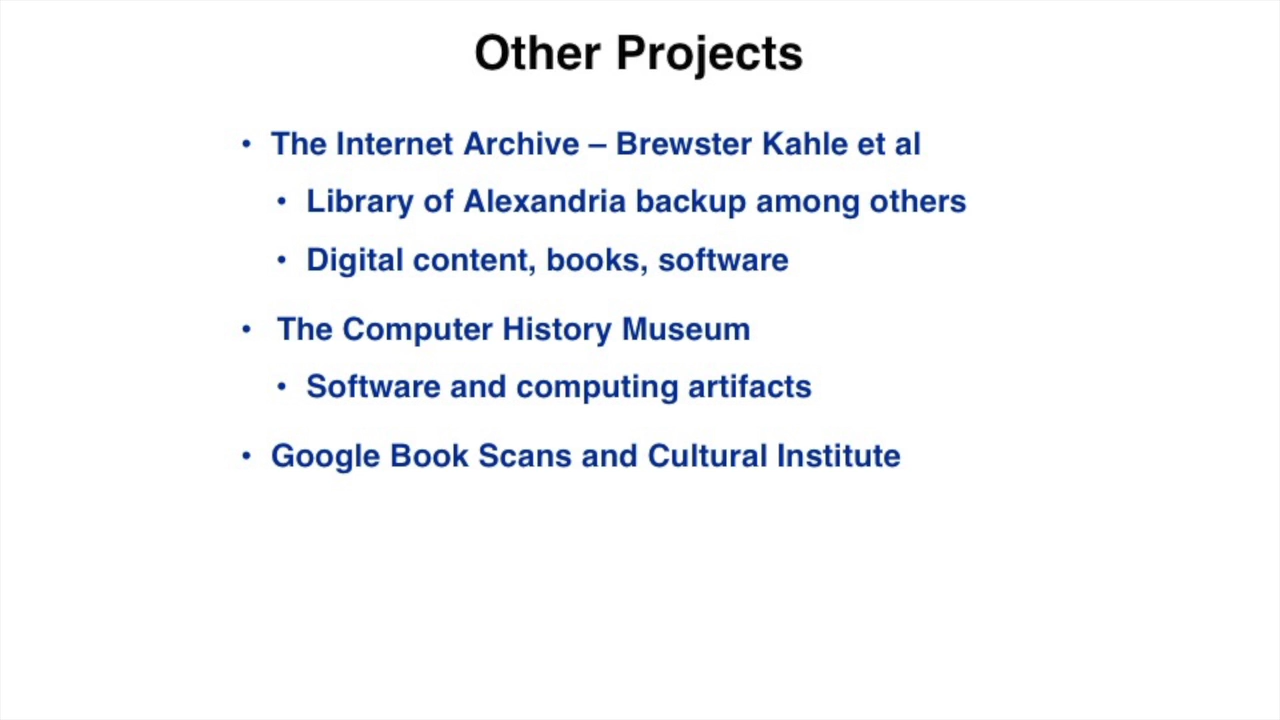 Other Projects
• The Internet Archive – Brewster Kahle et al
• Library of Alexandria backup among others
• Digital content, books, software
• The Computer History Museum
• Software and computing artifacts
• Google Book Scans and Cultural Institute